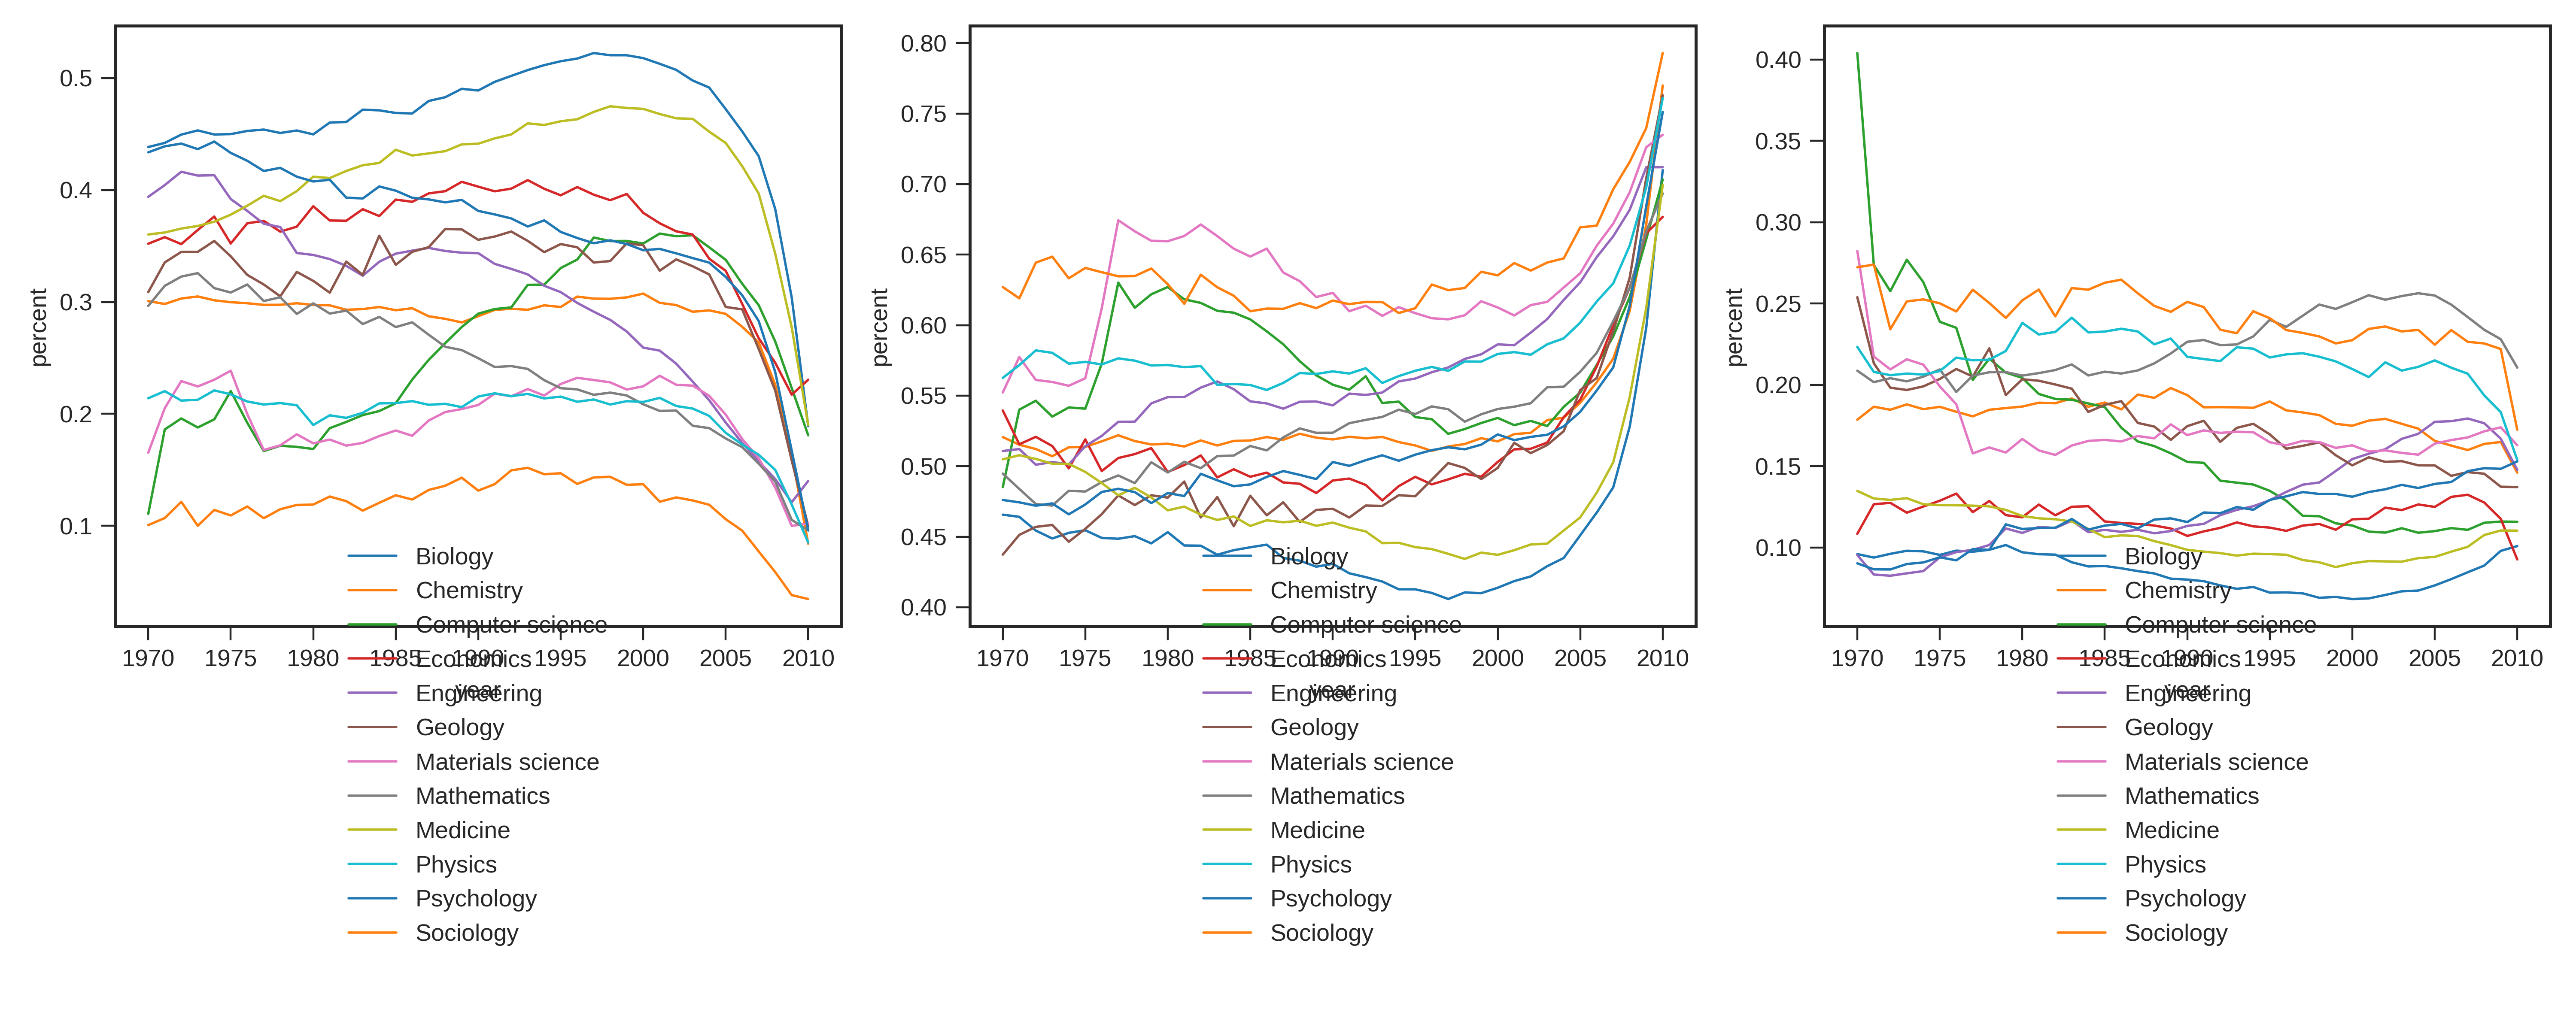 0.5
0.4
0.3
0.2
0.1
percent
1970 1975 1980 1985 1990 1995 2000 2005 2010
year
Biology
Chemistry
Computer science
Economics
Engineering
Geology
Materials science
Mathematics
Medicine
Physics
Psychology
Sociology
0.80
0.75
0.70
0.65
0.60
0.55
0.50
0.45
0.40
percent
1970 1975 1980 1985 1990 1995 2000 2005 2010
year
Biology
Chemistry
Computer science
Economics
Engineering
Geology
Materials science
Mathematics
Medicine
Physics
Psychology
Sociology
0.40
0.35
0.30
0.25
0.20
0.15
0.10
percent
1970 1975 1980 1985 1990 1995 2000 2005 2010
year
Biology
Chemistry
Computer science
Economics
Engineering
Geology
Materials science
Mathematics
Medicine
Physics
Psychology
Sociology